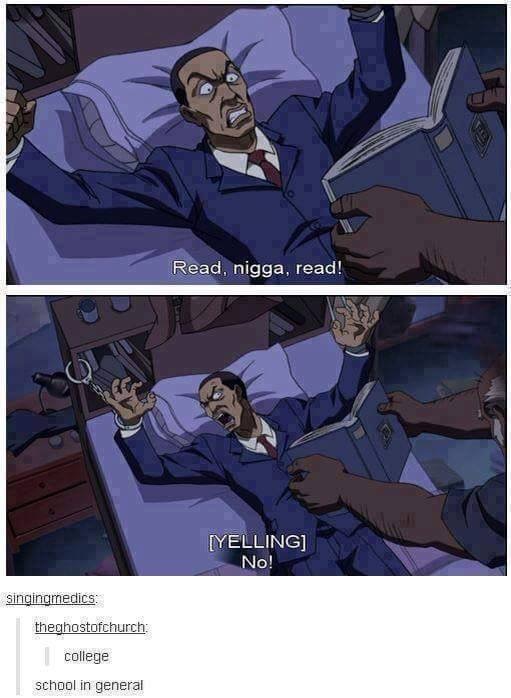 Read, nigga, read!
[YELLING]
No!
singingmedics:
theghostofchurch:
college
school in general